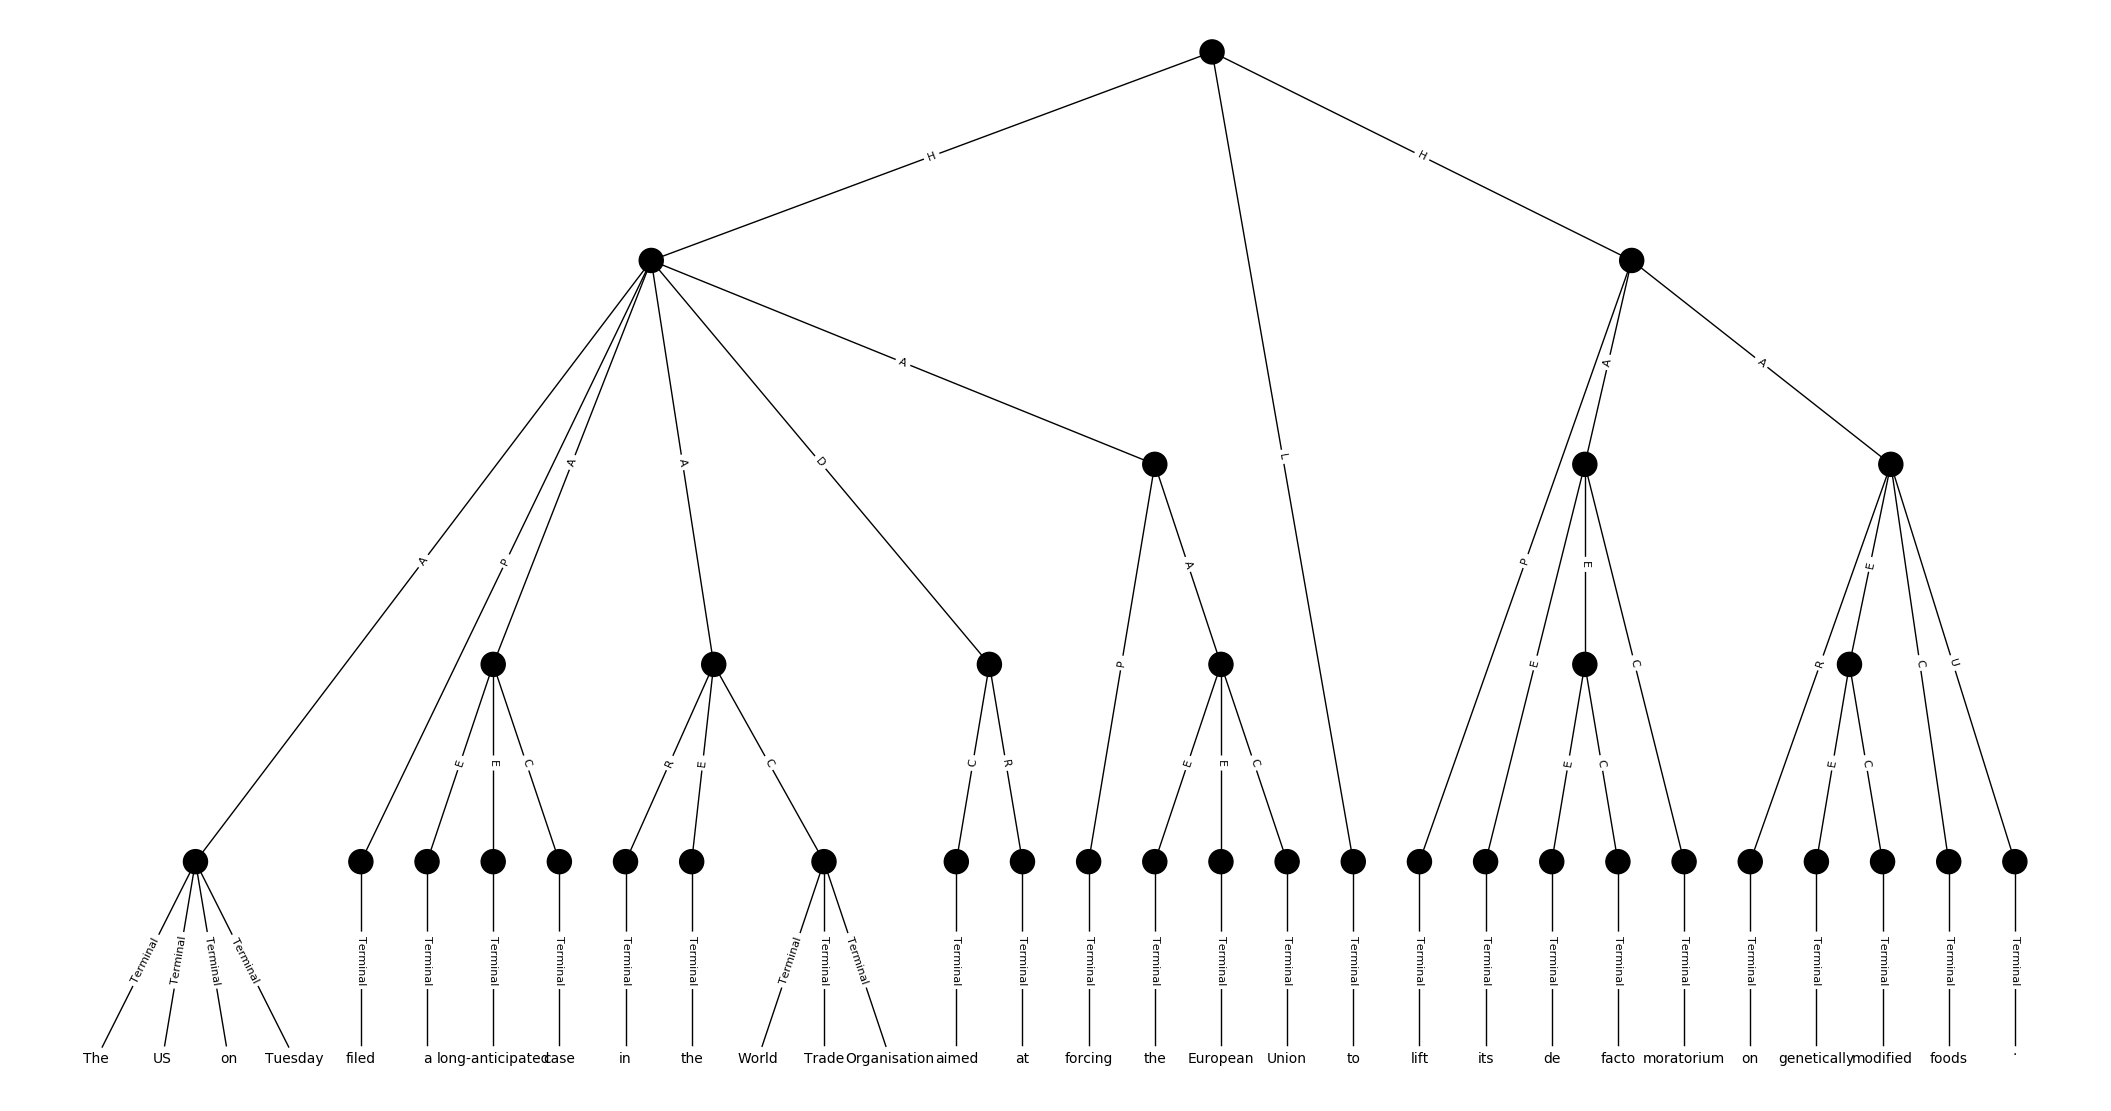 H H
A A A
A A D L
A P A P E E
P A E C R E U
E E C R E C C R E E C E C E C
Terminal Terminal Terminal Terminal Terminal Terminal Terminal Terminal Terminal Terminal Terminal Terminal Terminal Terminal Terminal Terminal Terminal Terminal Terminal Terminal Terminal Terminal Terminal Terminal Terminal Terminal Terminal Terminal Terminal Terminal
The US on Tuesday filed a long-anticipated case in the World Trade Organisation aimed at forcing the European Union to lift its de facto moratorium on genetically modified foods .